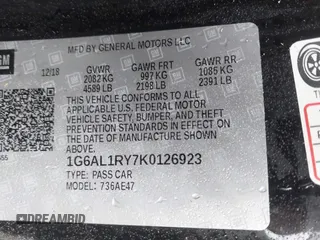 GM
MFD BY GENERAL MOTORS LLC
12/18 GVWR GAWR FRT GAWR RR
2082 KG 997 KG 1085 KG
4589 LB 2198 LB 2391 LB
THIS VEHICLE CONFORMS TO ALL
APPLICABLE U.S. FEDERAL MOTOR
VEHICLE SAFETY, BUMPER, AND
THEFT PREVENTION STANDARDS
IN EFFECT ON THE DATE OF
MANUFACTURE SHOWN ABOVE.
1G6AL1RY7K0126923
TYPE: PASS CAR
MODEL: 736AE47
DREAMBID